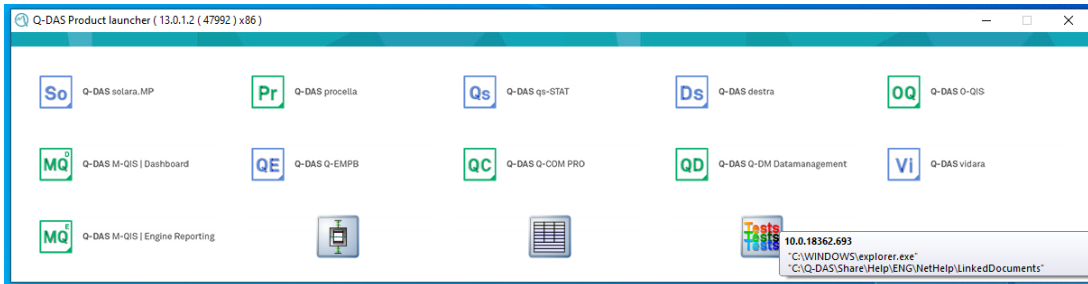 Q-DAS Product launcher ( 13.0.1.2 ( 47992 ) x86 )
So Q-DAS solara.MP
Pr Q-DAS procella
Qs Q-DAS qs-STAT
Ds Q-DAS destra
OQ Q-DAS O-QIS
MQ D Q-DAS M-QIS | Dashboard
QE Q-DAS Q-EMPB
QC Q-DAS Q-COM PRO
QD Q-DAS Q-DM Datamanagement
Vi Q-DAS vidara
MQ E Q-DAS M-QIS | Engine Reporting
Tests
Tests
Tests
10.0.18362.693
"C:\WINDOWS\explorer.exe"
"C:\Q-DAS\Share\Help\ENG\NetHelp\LinkedDocuments"